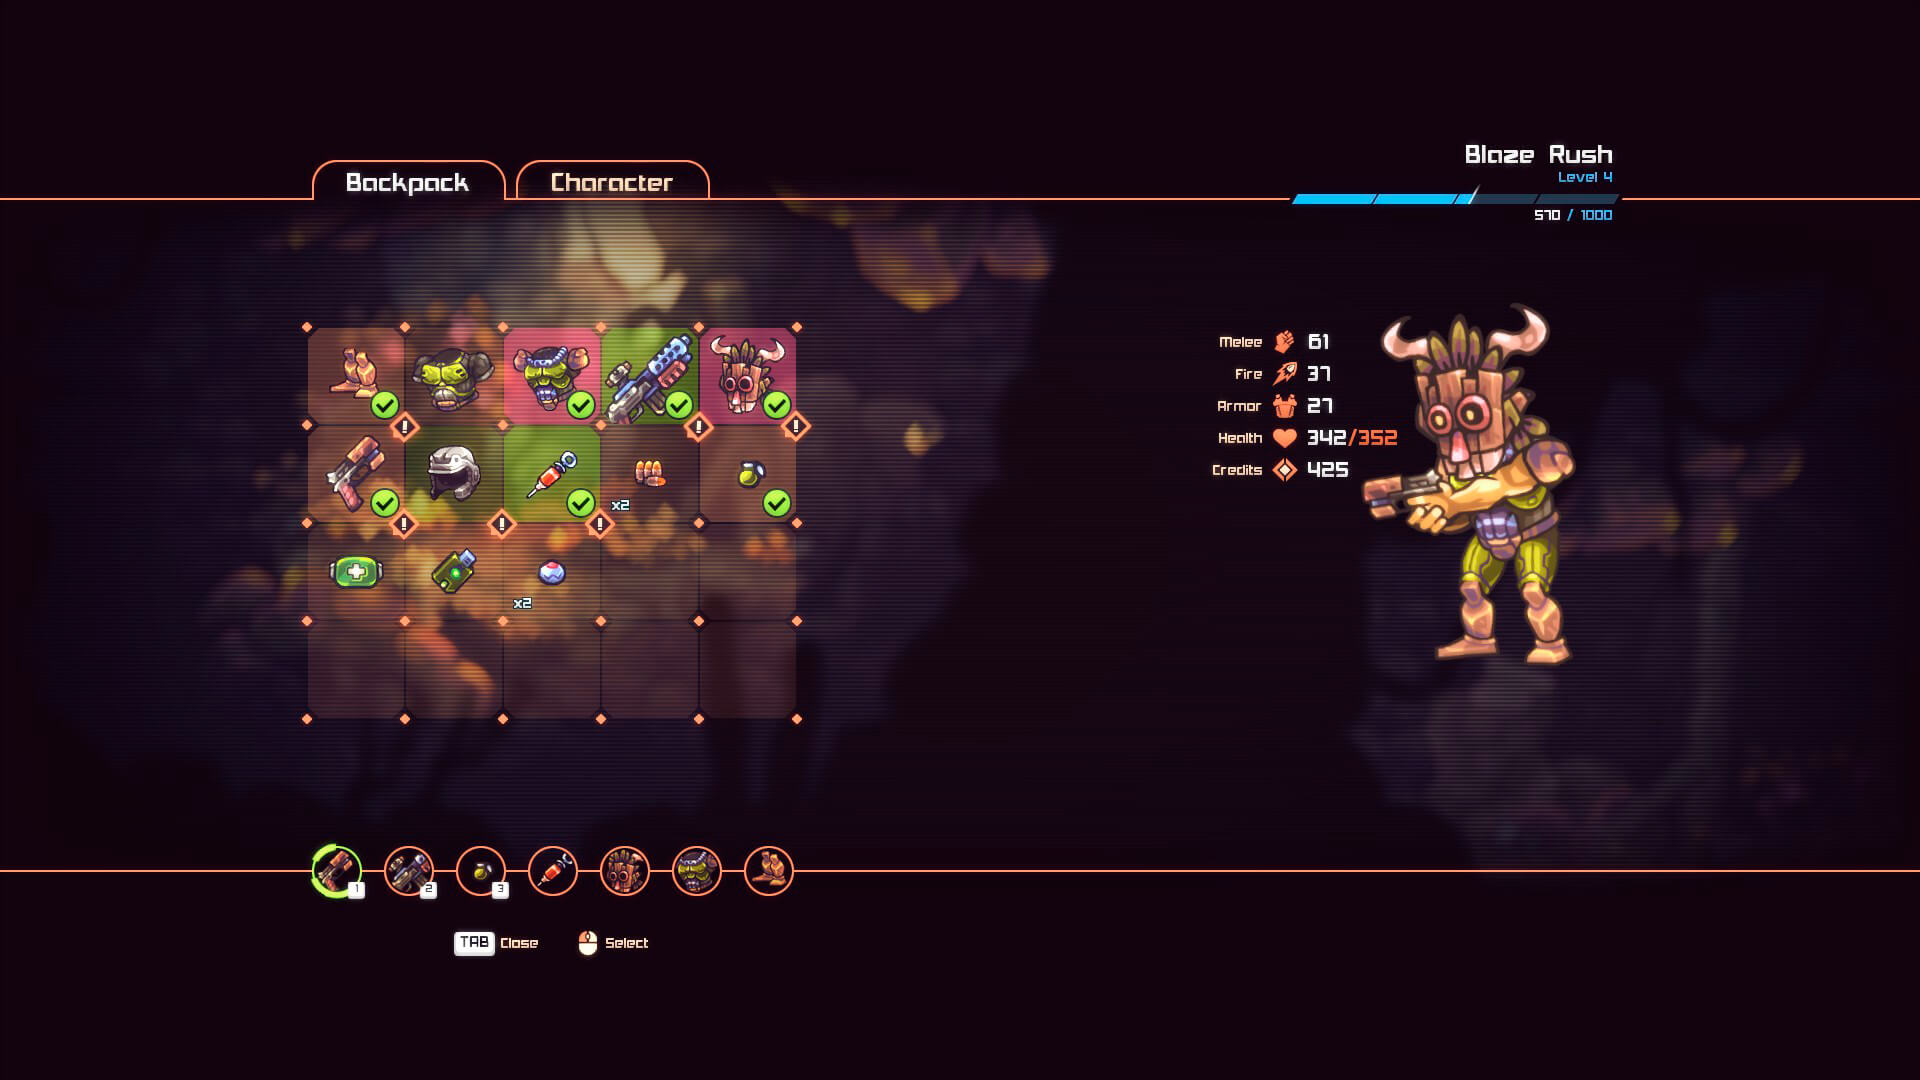 Blaze Rush
Level 4
570 / 1000
Backpack
Character
Melee 61
Fire 37
Armor 27
Health 342/352
Credits 425
!
!
!
x2
!
!
!
x2
1
2
3
TAB Close
Select